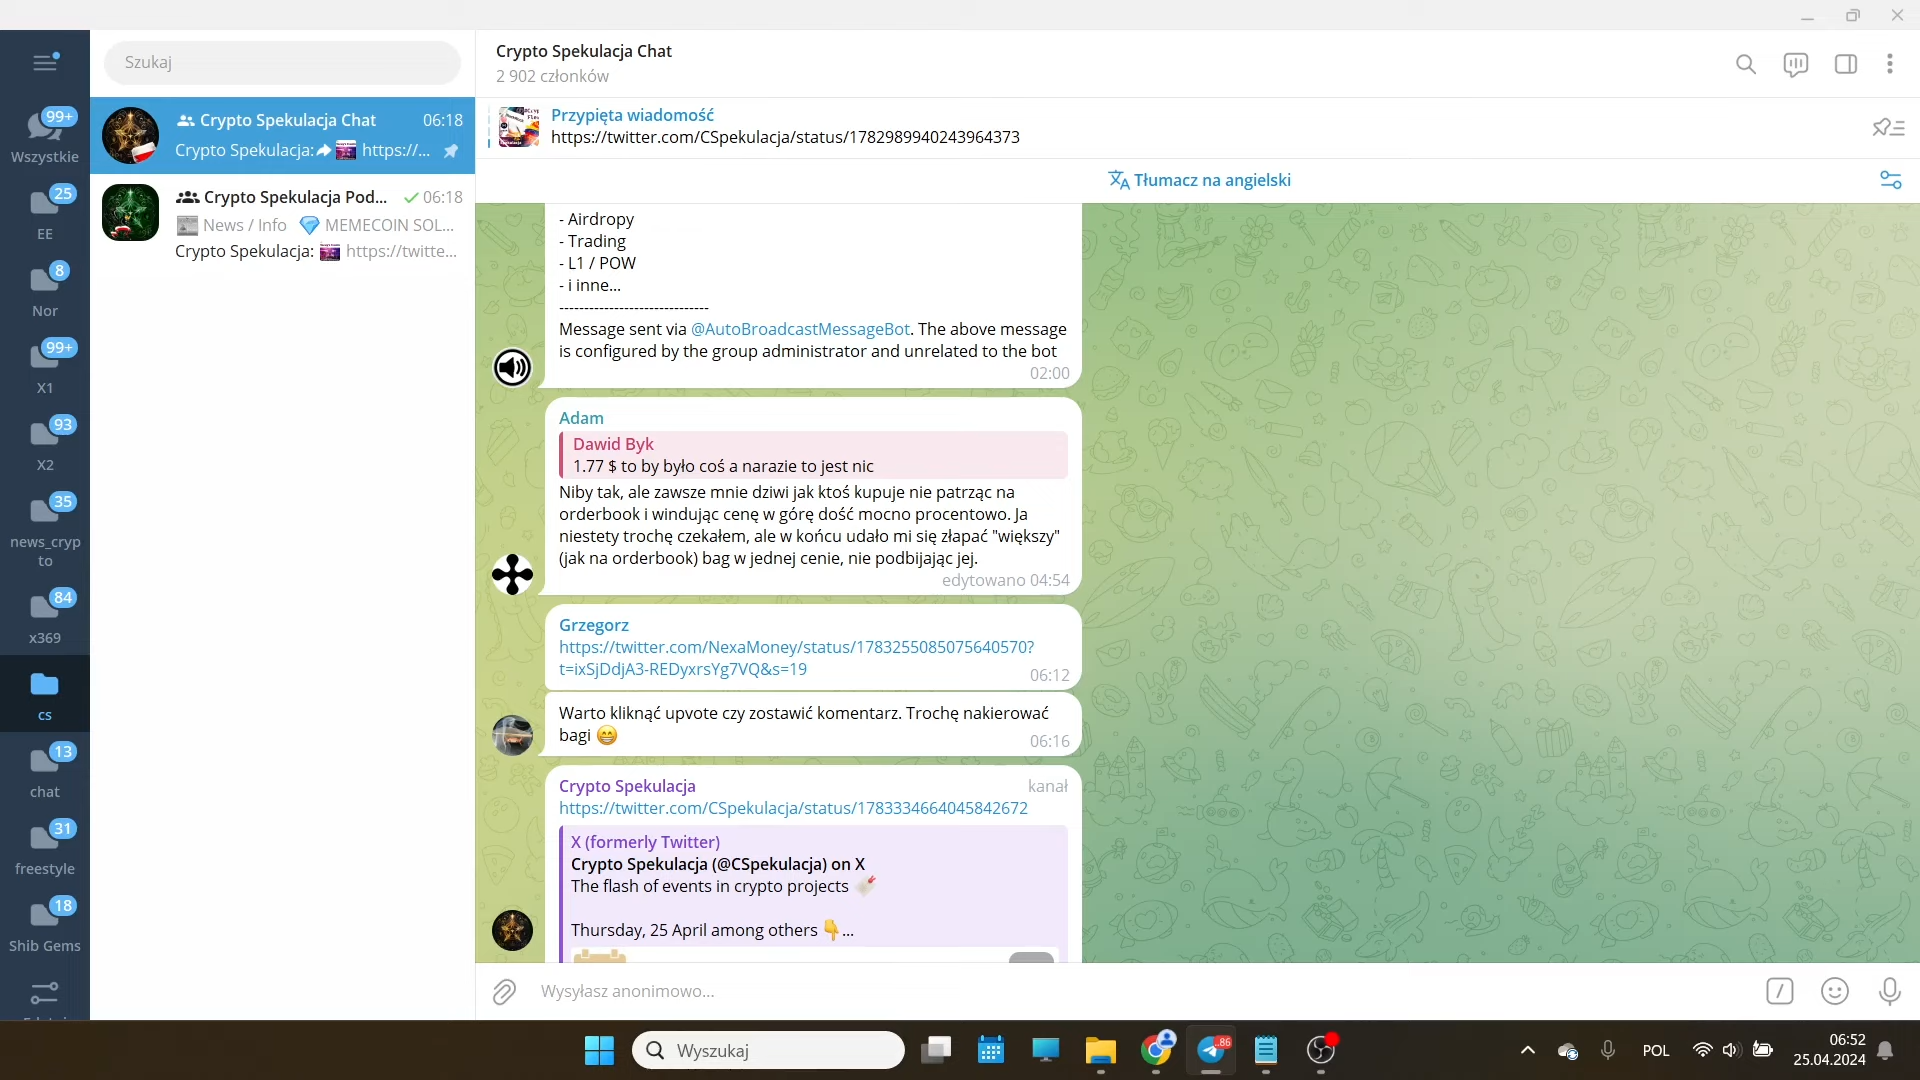 Szukaj
99+
Wszystkie
25
EE
8
Nor
99+
X1
93
X2
35
news_cryp
to
84
x369
cs
13
chat
31
freestyle
18
Shib Gems
Crypto Spekulacja Chat
06:18
Crypto Spekulacja: https://...
Crypto Spekulacja Pod...
06:18
News / Info
MEMECOIN SOL...
Crypto Spekulacja: https://twitte...
Crypto Spekulacja Chat
2 902 członków
Przypięta wiadomość
https://twitter.com/CSpekulacja/status/1782989940243964373
Tłumacz na angielski
- Airdropy
- Trading
- L1 / POW
- i inne...
------------------------------
Message sent via @AutoBroadcastMessageBot. The above message
is configured by the group administrator and unrelated to the bot
02:00
Adam
Dawid Byk
1.77 $ to by było coś a narazie to jest nic
Niby tak, ale zawsze mnie dziwi jak ktoś kupuje nie patrząc na
orderbook i windując cenę w górę dość mocno procentowo. Ja
niestety trochę czekałem, ale w końcu udało mi się złapać "większy"
(jak na orderbook) bag w jednej cenie, nie podbijając jej.
edytowano 04:54
Grzegorz
https://twitter.com/NexaMoney/status/1783255085075640570?
t=ixSjDdjA3-REDyxrsYg7VQ&s=19
06:12
Warto kliknąć upvote czy zostawić komentarz. Trochę nakierować
bagi 😁
06:16
Crypto Spekulacja
kanał
https://twitter.com/CSpekulacja/status/1783334664045842672
X (formerly Twitter)
Crypto Spekulacja (@CSpekulacja) on X
The flash of events in crypto projects
Thursday, 25 April among others 👇...
Wysyłasz anonimowo...
Wyszukaj
.86
POL
06:52
25.04.2024